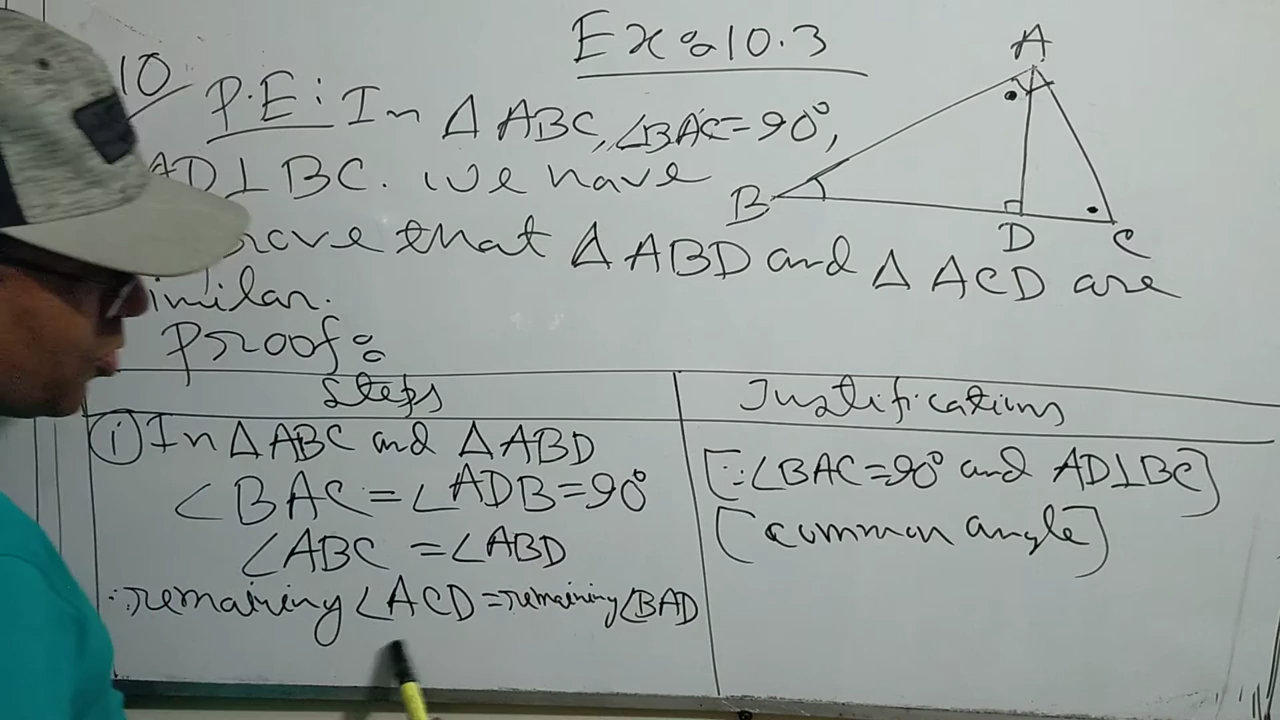 Ex: 10.3
10
P.E: In △ABC, ∠BAC=90°,
AD⊥BC. we have
that △ABD and △ACD are
Proof:
Steps
Justifications
(i) In △ABC and △ABD
∠BAC=∠ADB=90°
[∵∠BAC=90° and AD⊥BC]
∠ABC=∠ABD
[common angle]
∴remaining ∠ACD=remaining ∠BAD
A
B
D
C